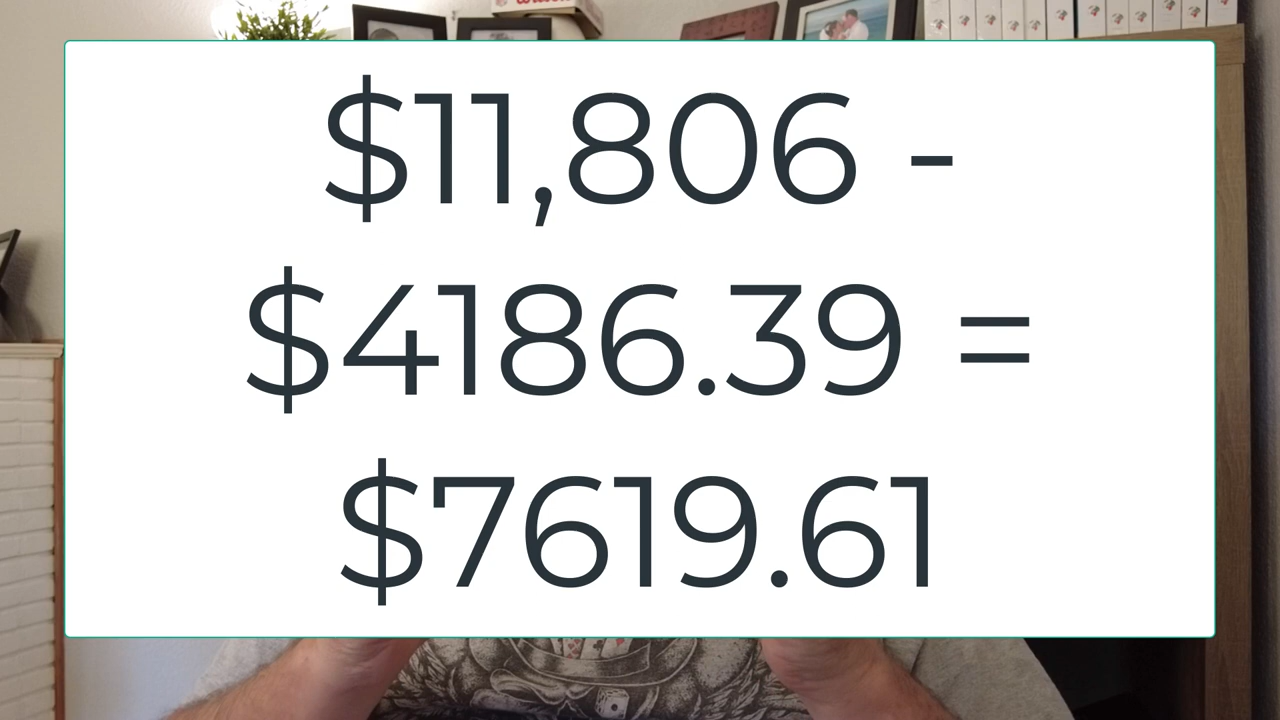 $11,806 -
$4186.39 =
$7619.61